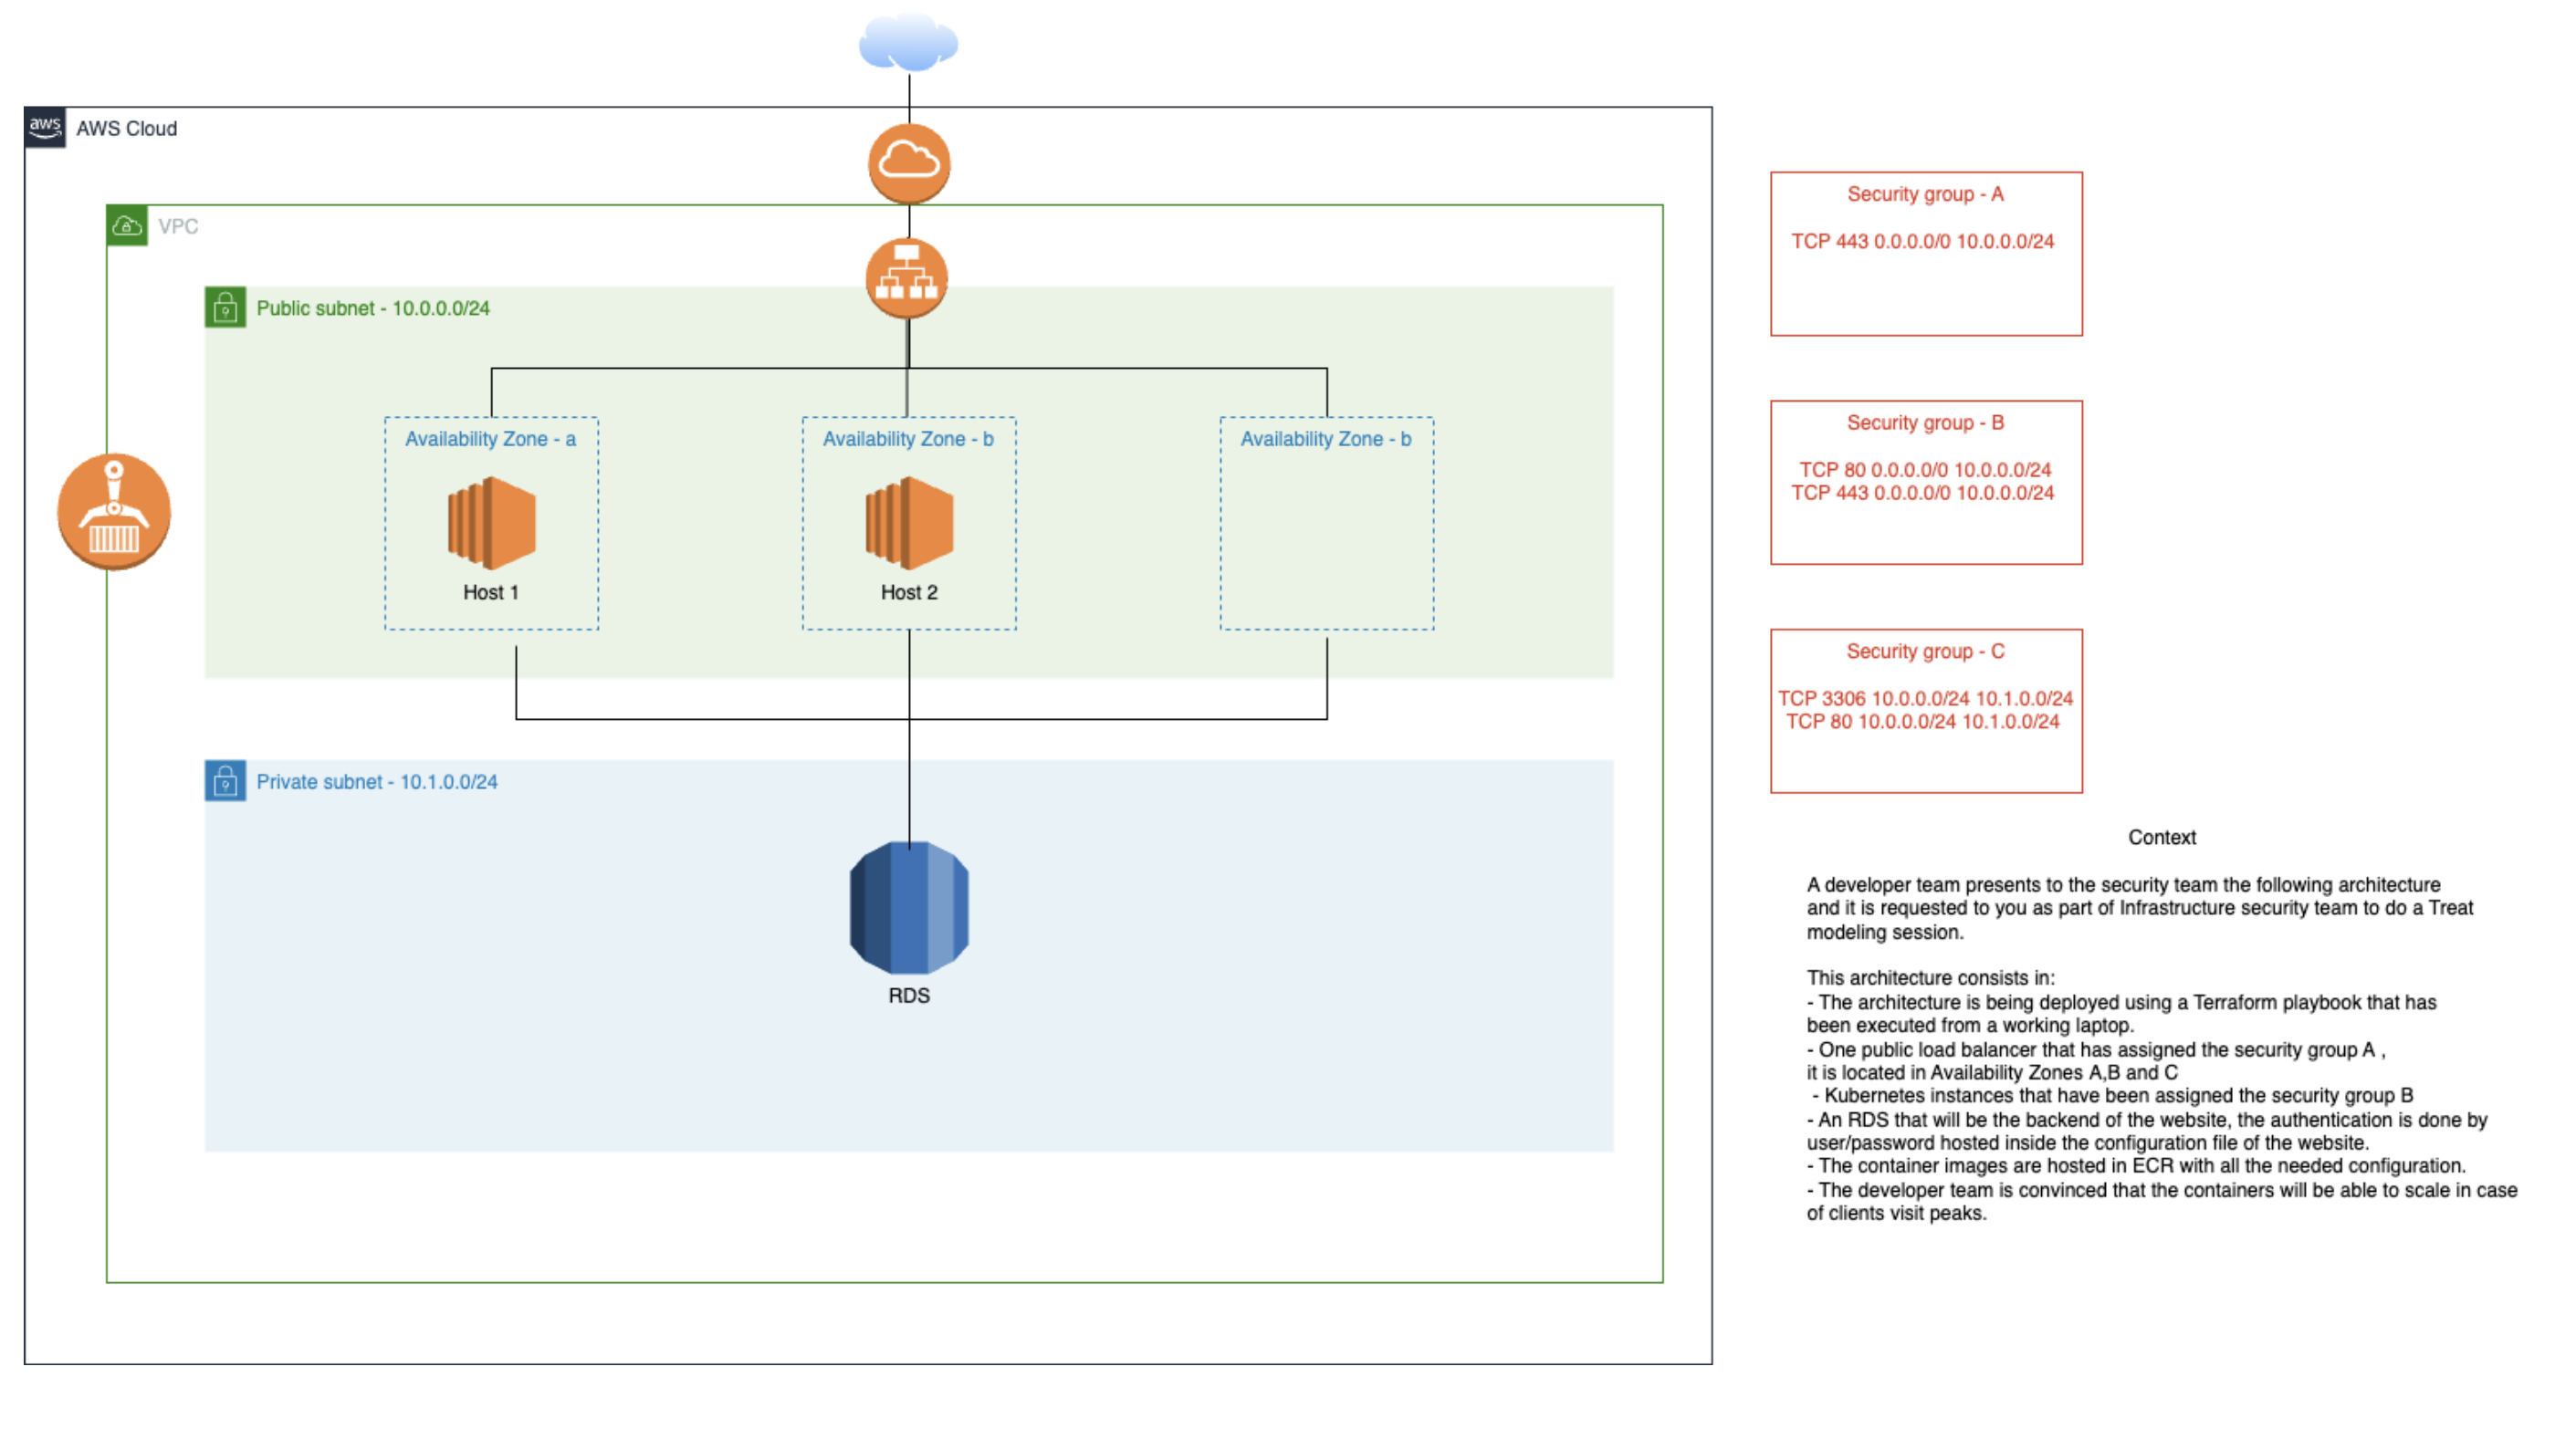 aws
AWS Cloud
VPC
Public subnet - 10.0.0.0/24
Availability Zone - a
Availability Zone - b
Availability Zone - b
Host 1
Host 2
Private subnet - 10.1.0.0/24
RDS
Security group - A
TCP 443 0.0.0.0/0 10.0.0.0/24
Security group - B
TCP 80 0.0.0.0/0 10.0.0.0/24
TCP 443 0.0.0.0/0 10.0.0.0/24
Security group - C
TCP 3306 10.0.0.0/24 10.1.0.0/24
TCP 80 10.0.0.0/24 10.1.0.0/24
Context
A developer team presents to the security team the following architecture
and it is requested to you as part of Infrastructure security team to do a Treat
modeling session.
This architecture consists in:
- The architecture is being deployed using a Terraform playbook that has
been executed from a working laptop.
- One public load balancer that has assigned the security group A ,
it is located in Availability Zones A,B and C
- Kubernetes instances that have been assigned the security group B
- An RDS that will be the backend of the website, the authentication is done by
user/password hosted inside the configuration file of the website.
- The container images are hosted in ECR with all the needed configuration.
- The developer team is convinced that the containers will be able to scale in case
of clients visit peaks.